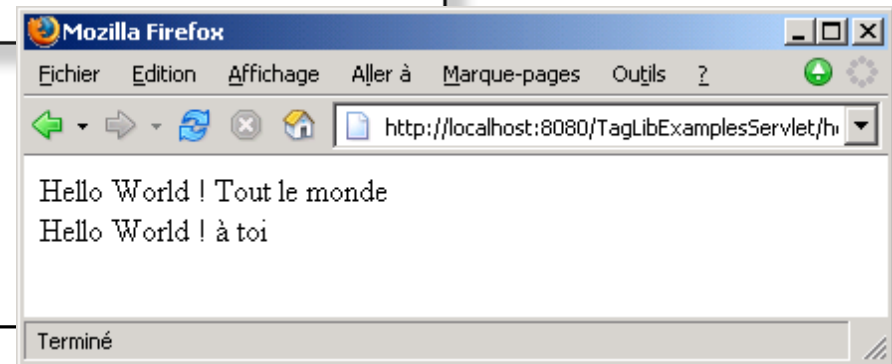 Mozilla Firefox
Fichier Edition Affichage Aller à Marque-pages Outils ?
http://localhost:8080/TagLibExamplesServlet/h
Hello World ! Tout le monde
Hello World ! à toi
Terminé